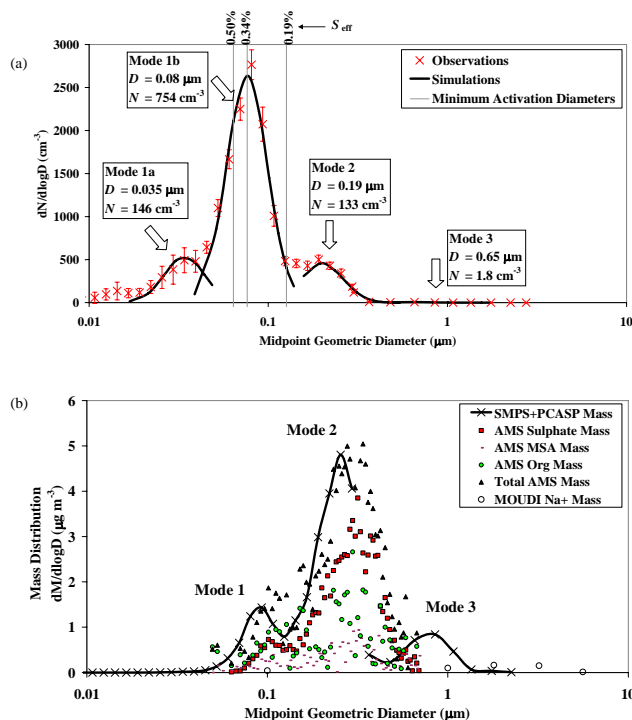 0.50%
0.34%
0.19%
S eff
(a)
3000
2500
2000
1500
1000
500
0
dN/dlogD (cm-3)
Observations
Simulations
Minimum Activation Diameters
Mode 1b
D = 0.08 μm
N = 754 cm-3
Mode 1a
D = 0.035 μm
N = 146 cm-3
Mode 2
D = 0.19 μm
N = 133 cm-3
Mode 3
D = 0.65 μm
N = 1.8 cm-3
0.01
0.1
1
10
Midpoint Geometric Diameter (μm)
(b)
6
5
4
3
2
1
0
Mass Distribution
dM/dlogD (μg m-3)
SMPS+PCASP Mass
AMS Sulphate Mass
AMS MSA Mass
AMS Org Mass
Total AMS Mass
MOUDI Na+ Mass
Mode 2
Mode 1
Mode 3
0.01
0.1
1
10
Midpoint Geometric Diameter (μm)